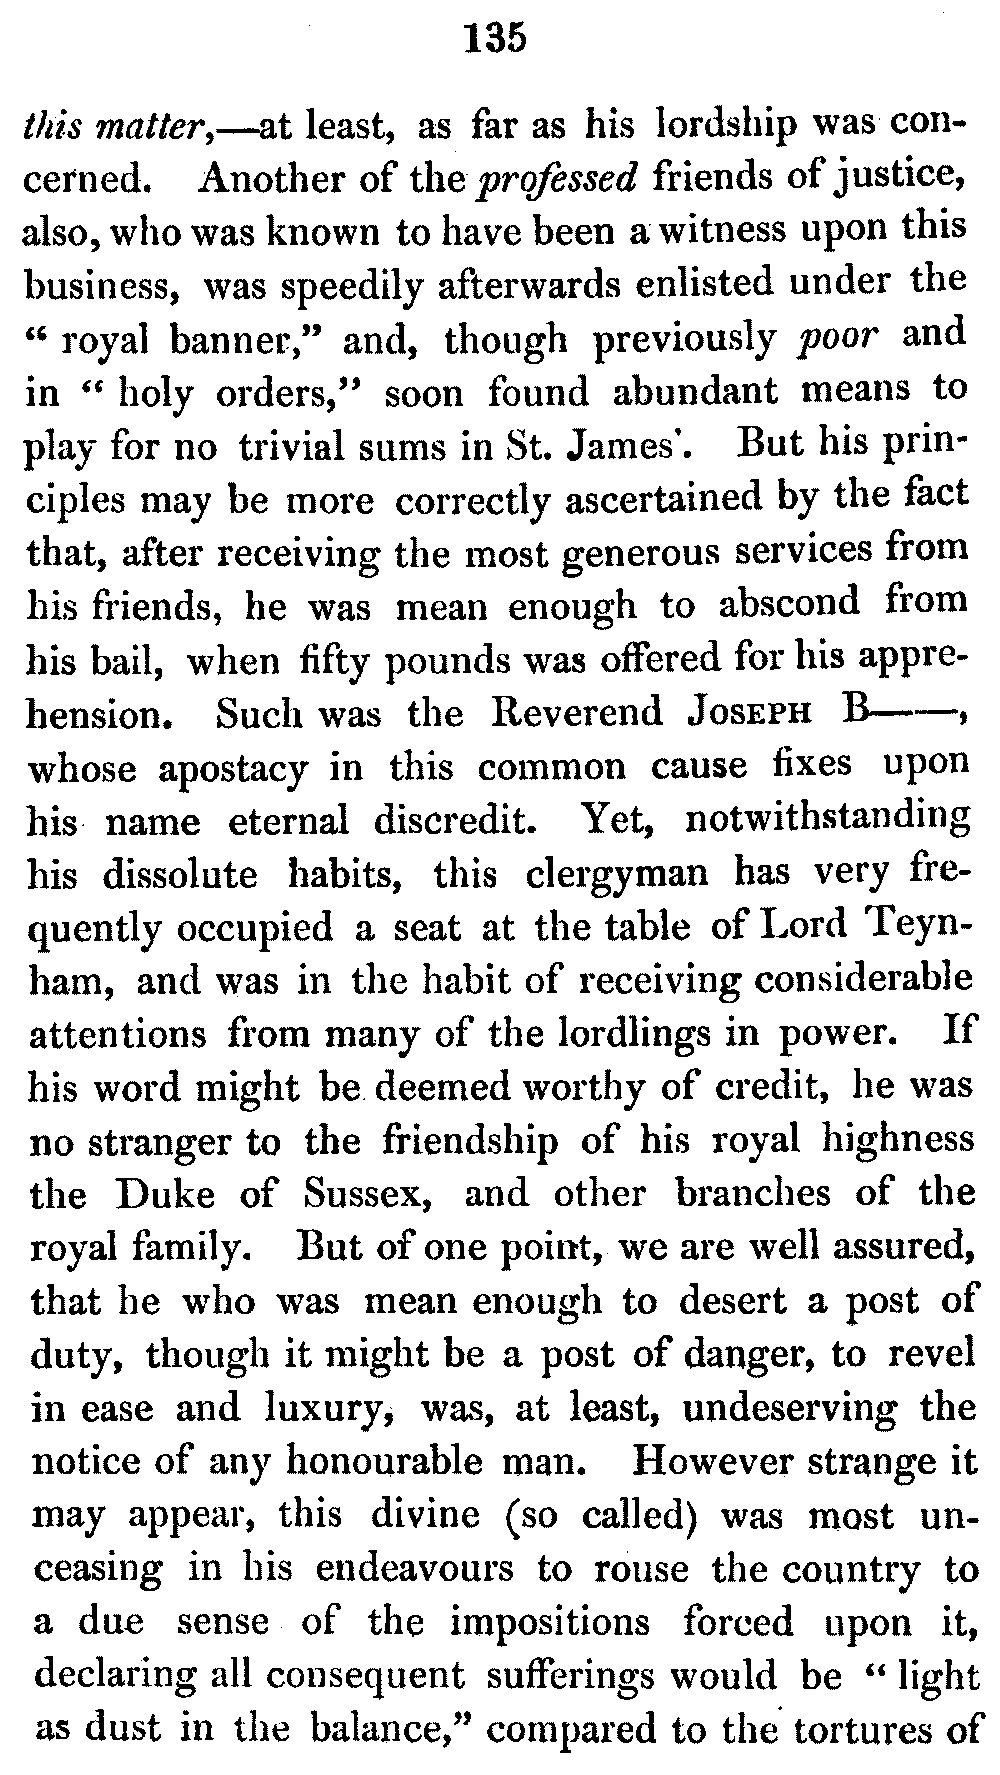 135
this matter,—at least, as far as his lordship was con-
cerned. Another of the professed friends of justice,
also, who was known to have been a witness upon this
business, was speedily afterwards enlisted under the
“ royal banner,” and, though previously poor and
in “ holy orders,” soon found abundant means to
play for no trivial sums in St. James'. But his prin-
ciples may be more correctly ascertained by the fact
that, after receiving the most generous services from
his friends, he was mean enough to abscond from
his bail, when fifty pounds was offered for his appre-
hension. Such was the Reverend JOSEPH B——,
whose apostacy in this common cause fixes upon
his name eternal discredit. Yet, notwithstanding
his dissolute habits, this clergyman has very fre-
quently occupied a seat at the table of Lord Teyn-
ham, and was in the habit of receiving considerable
attentions from many of the lordlings in power. If
his word might be deemed worthy of credit, he was
no stranger to the friendship of his royal highness
the Duke of Sussex, and other branches of the
royal family. But of one point, we are well assured,
that he who was mean enough to desert a post of
duty, though it might be a post of danger, to revel
in ease and luxury, was, at least, undeserving the
notice of any honourable man. However strange it
may appear, this divine (so called) was most un-
ceasing in his endeavours to rouse the country to
a due sense of the impositions forced upon it,
declaring all consequent sufferings would be “ light
as dust in the balance,” compared to the tortures of